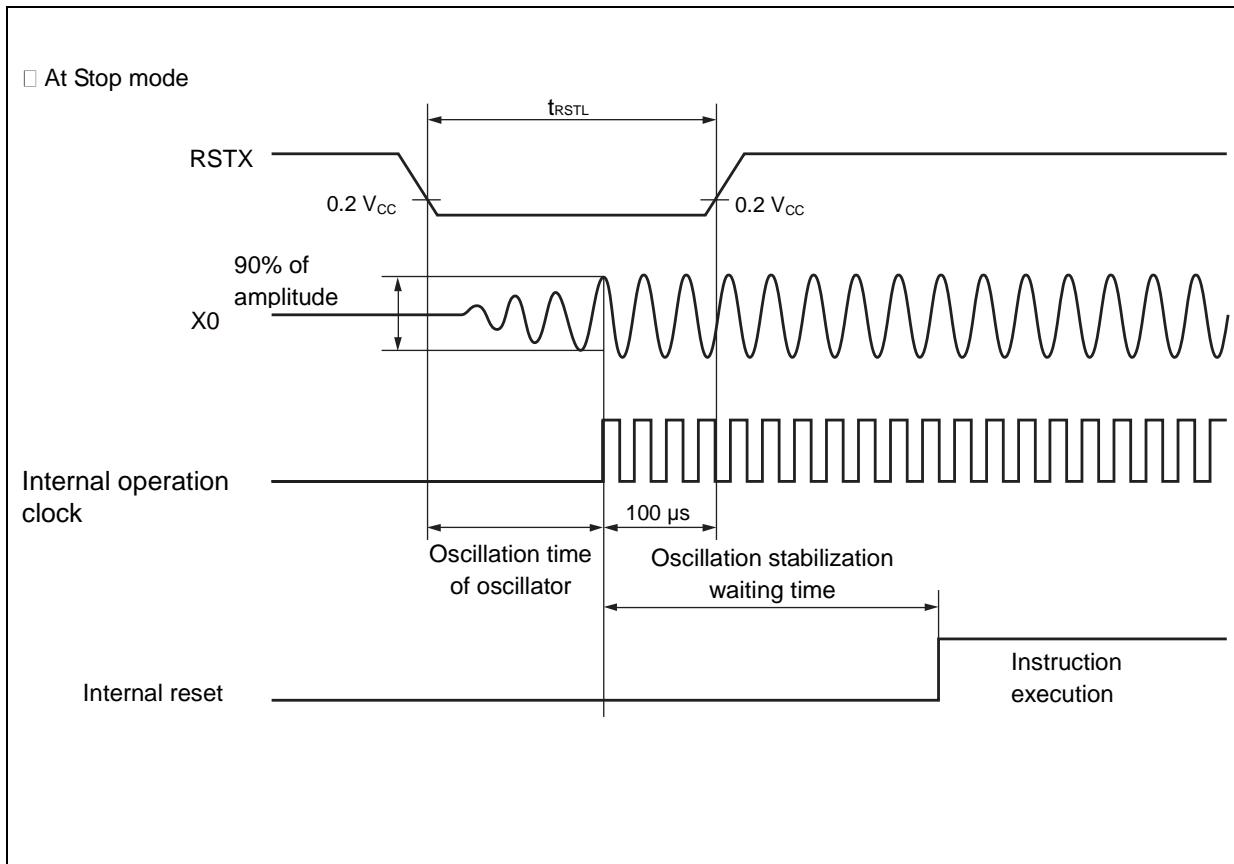 □ At Stop mode
tRSTL
RSTX
0.2 VCC
0.2 VCC
90% of
amplitude
X0
Internal operation
clock
100 µs
Oscillation time
of oscillator
Oscillation stabilization
waiting time
Internal reset
Instruction
execution